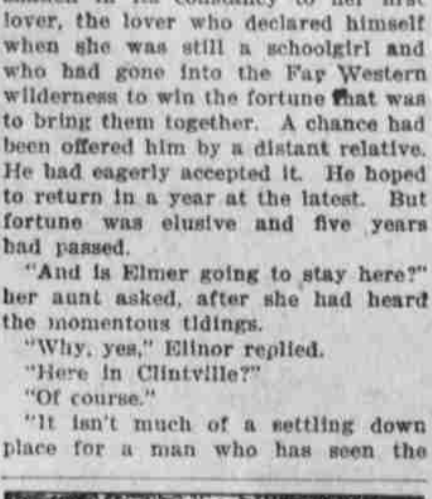 lover, the lover who declared himself
when she was still a schoolgirl and
who had gone into the Far Western
wilderness to win the fortune that was
to bring them together. A chance had
been offered him by a distant relative.
He had eagerly accepted it. He hoped
to return in a year at the latest. But
fortune was elusive and five years
had passed.
"And is Elmer going to stay here?"
her aunt asked, after she had heard
the momentous tidings.
"Why, yes," Elinor replied.
"Here in Clintville?"
"Of course."
"It isn't much of a settling down
place for a man who has seen the